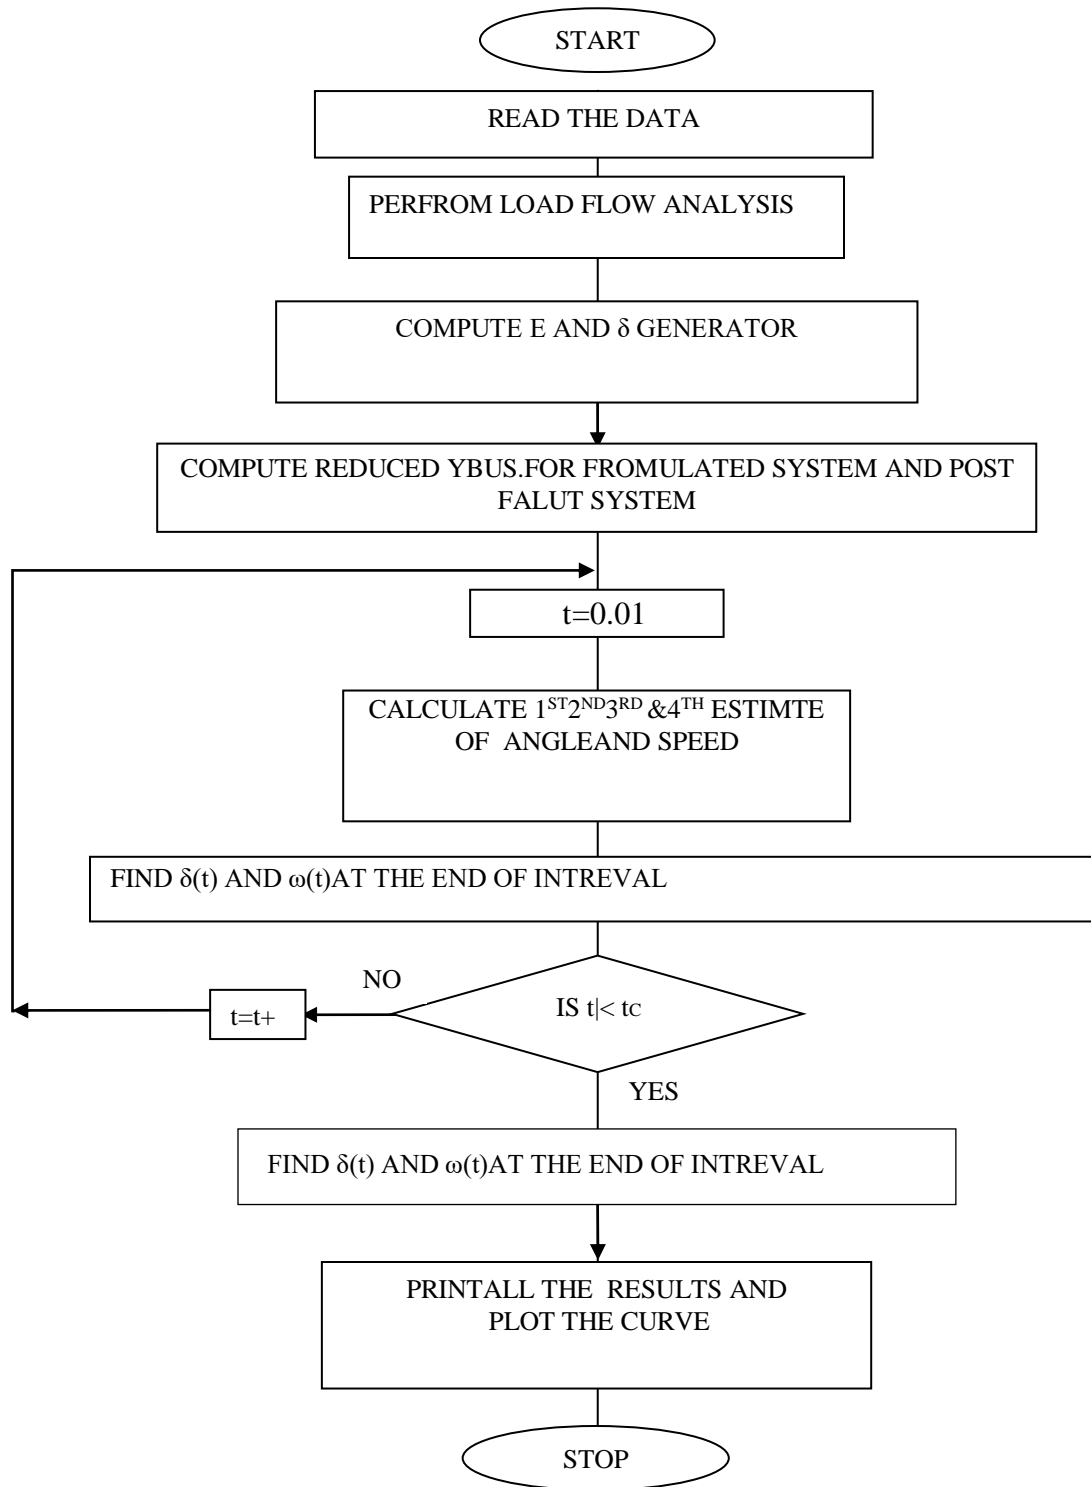 START
READ THE DATA
PERFROM LOAD FLOW ANALYSIS
COMPUTE E AND δ GENERATOR
COMPUTE REDUCED YBUS.FOR FROMULATED SYSTEM AND POST
FALUT SYSTEM
t=0.01
CALCULATE 1ST2ND3RD &4TH ESTIMTE
OF ANGLEAND SPEED
FIND δ(t) AND ω(t)AT THE END OF INTREVAL
NO
IS t|< tC
t=t+
YES
FIND δ(t) AND ω(t)AT THE END OF INTREVAL
PRINTALL THE RESULTS AND
PLOT THE CURVE
STOP